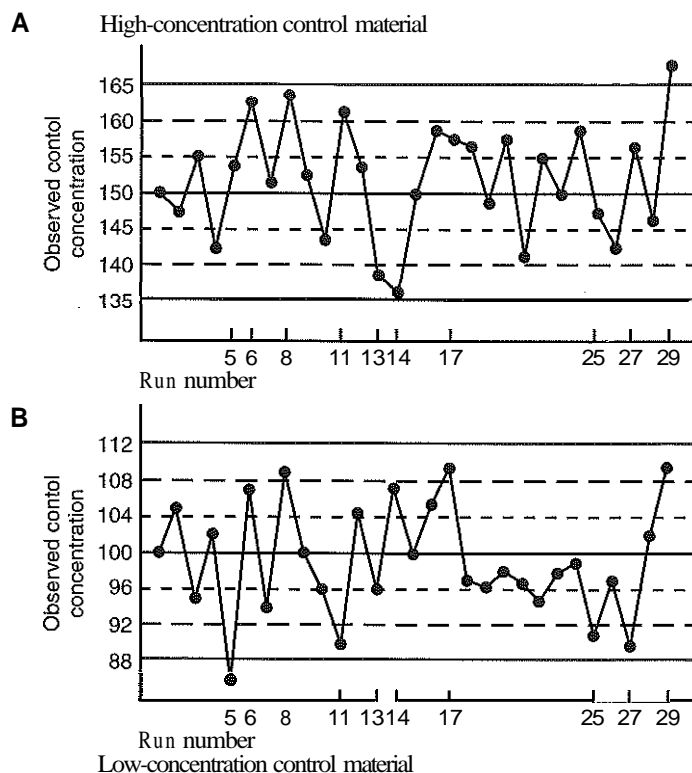 A High-concentration control material
165
160
155
150
145
140
135
Observed contol
concentration
5 6 8 11 1314 17 25 27 29
Run number
B
112
108
104
100
96
92
88
Observed contol
concentration
5 6 8 11 1314 17 25 27 29
Run number
Low-concentration control material